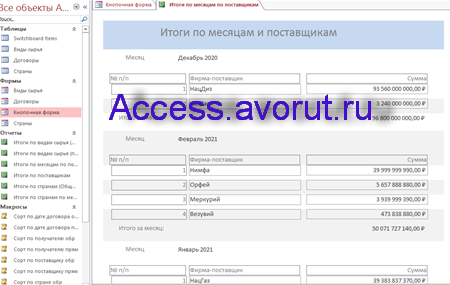 Все объекты A...
Поиск...
Таблицы
Switchboard Items
Виды сырья
Договоры
Страны
Формы
Виды сырья
Договоры
Кнопочная форма
Страны
Отчеты
Итоги по видам сырья (
Итоги по видам сырья (п
Итоги по месяцам по по
Итоги по поставщикам
Итоги по странам (Общ
Итоги по странам по ме
Макросы
Сорт по дате договора о
Сорт по дате договора п
Сорт по получателю обр
Сорт по получателю прям
Сорт по поставщику обр
Сорт по поставщику прям
Сорт по стране обр
Кнопочная форма
Итоги по месяцам по поставщикам
Итоги по месяцам и поставщикам
Месяц Декабрь 2020
№ п/п Фирма-поставщик Сумма
1 НацДиз 93 560 000 000,00 ₽
3 240 000 000,00 ₽
96 800 000 000,00 ₽
Access.avorut.ru
Месяц Февраль 2021
№ п/п Фирма-поставщик Сумма
1 Нимфа 39 999 999 990,00 ₽
2 Орфей 5 657 888 880,00 ₽
3 Меркурий 3 939 999 390,00 ₽
4 Везувий 473 838 880,00 ₽
Итого за месяц: 50 071 727 140,00 ₽
Месяц Январь 2021
№ п/п Фирма-поставщик Сумма
1 НацГаз 39 383 837 370,00 ₽